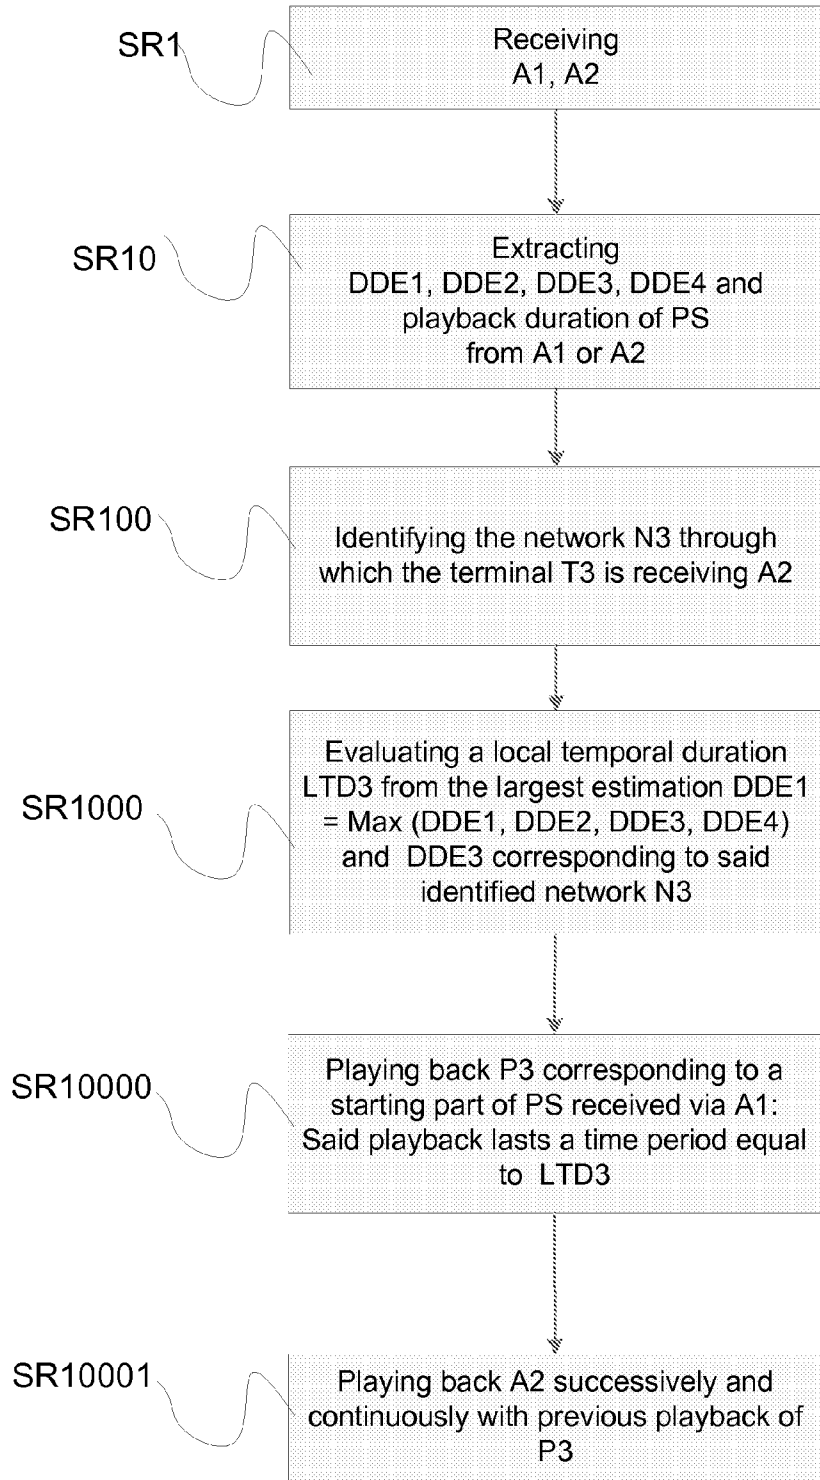 SR1
Receiving
A1, A2
SR10
Extracting
DDE1, DDE2, DDE3, DDE4 and
playback duration of PS
from A1 or A2
SR100
Identifying the network N3 through
which the terminal T3 is receiving A2
SR1000
Evaluating a local temporal duration
LTD3 from the largest estimation DDE1
= Max (DDE1, DDE2, DDE3, DDE4)
and DDE3 corresponding to said
identified network N3
SR10000
Playing back P3 corresponding to a
starting part of PS received via A1:
Said playback lasts a time period equal
to LTD3
SR10001
Playing back A2 successively and
continuously with previous playback of
P3